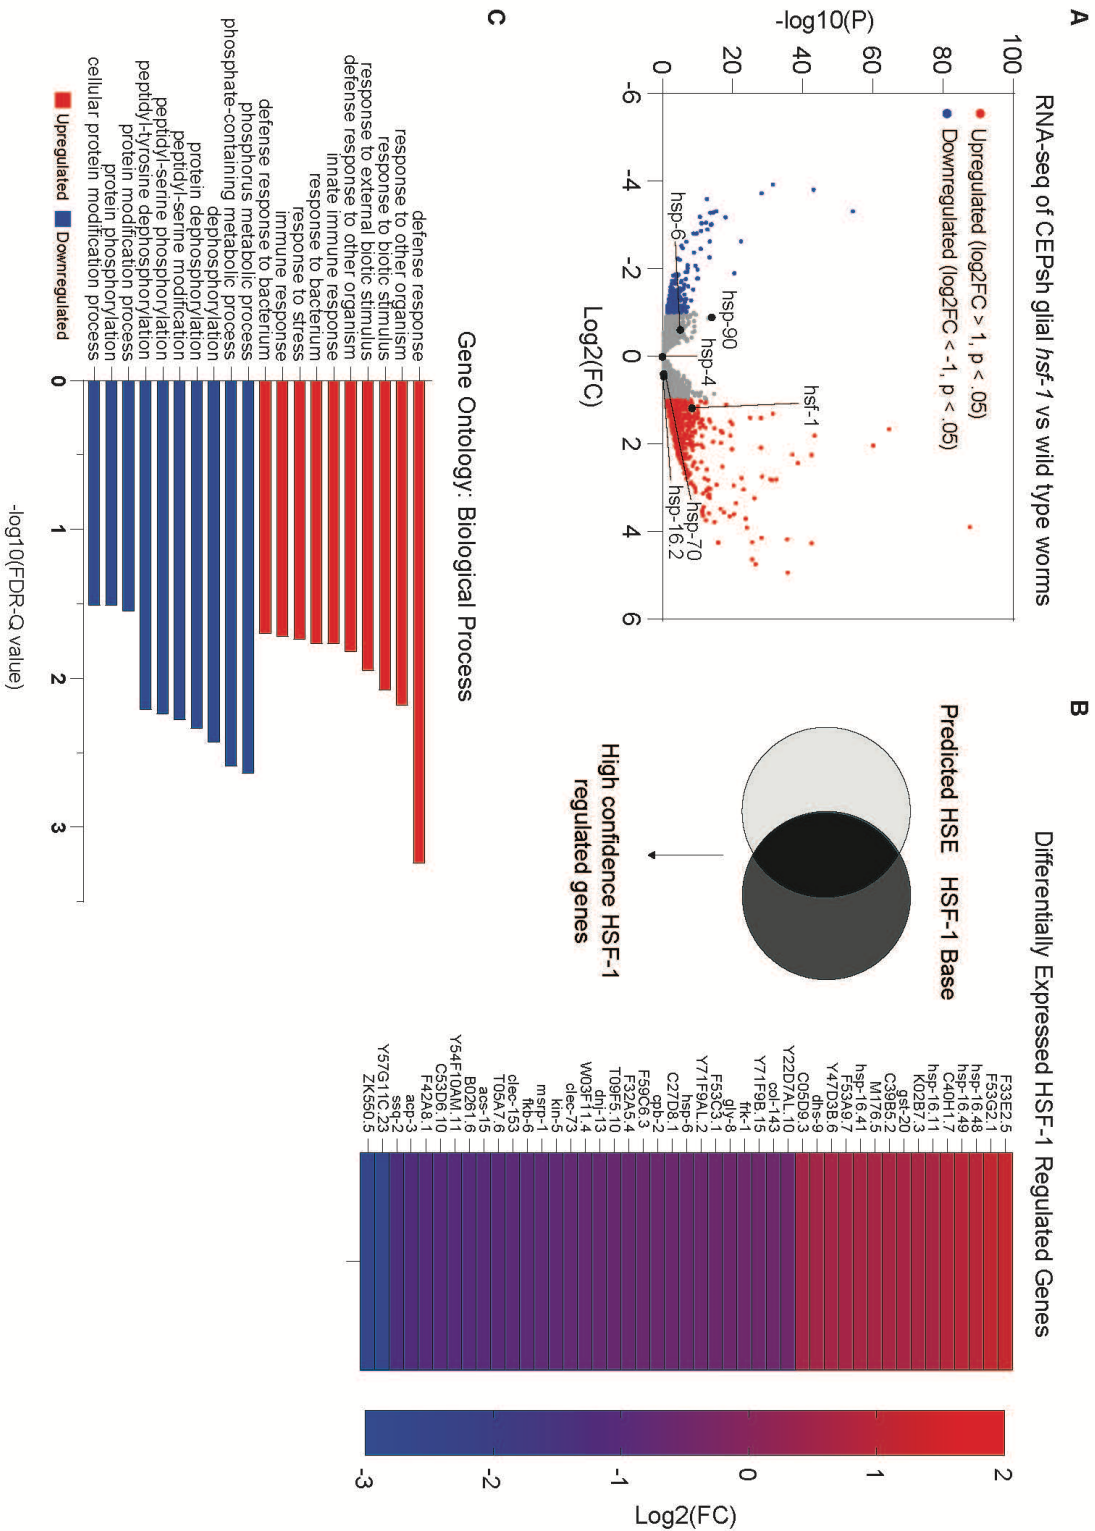 A
RNA-seq of CEPsh glial hsf-1 vs wild type worms
Upregulated (log2FC > 1, p < .05)
Downregulated (log2FC < -1, p < .05)
-log10(P)
100
80
60
40
20
0
-6
-4
-2
0
2
4
6
Log2(FC)
hsp-6
hsp-90
hsp-4
hsf-1
hsp-70
hsp-16.2
B
Differentially Expressed HSF-1 Regulated Genes
Predicted HSE
HSF-1 Base
High confidence HSF-1
regulated genes
F33E2.5
F53G2.1
hsp-16.48
hsp-16.49
C40H1.7
hsp-16.11
K02B7.3
gst-20
C39B5.2
M176.5
hsp-16.41
F53A9.7
Y47D3B.6
dhs-9
C05D9.3
Y22D7AL.10
col-143
Y71F9B.15
frk-1
gly-8
F53C3.1
Y71F9AL.2
hsp-6
C27D8.1
cpb-2
F59C6.3
F32A5.4
T09F5.10
dnj-13
W03F11.4
clec-73
kin-5
msrp-1
fkb-6
clec-153
T05A7.6
acs-15
B0261.6
Y54F10AM.11
C53D6.10
F42A8.1
acp-3
ssq-2
Y57G11C.23
ZK550.5
2
1
0
-1
-2
-3
Log2(FC)
C
Gene Ontology: Biological Process
defense response
response to other organism
response to biotic stimulus
response to external biotic stimulus
defense response to other organism
innate immune response
response to bacterium
response to stress
immune response
defense response to bacterium
phosphorus metabolic process
phosphate-containing metabolic process
dephosphorylation
protein dephosphorylation
peptidyl-serine modification
peptidyl-serine phosphorylation
peptidyl-tyrosine dephosphorylation
protein modification process
protein phosphorylation
cellular protein modification process
0
1
2
3
-log10(FDR-Q value)
Upregulated
Downregulated